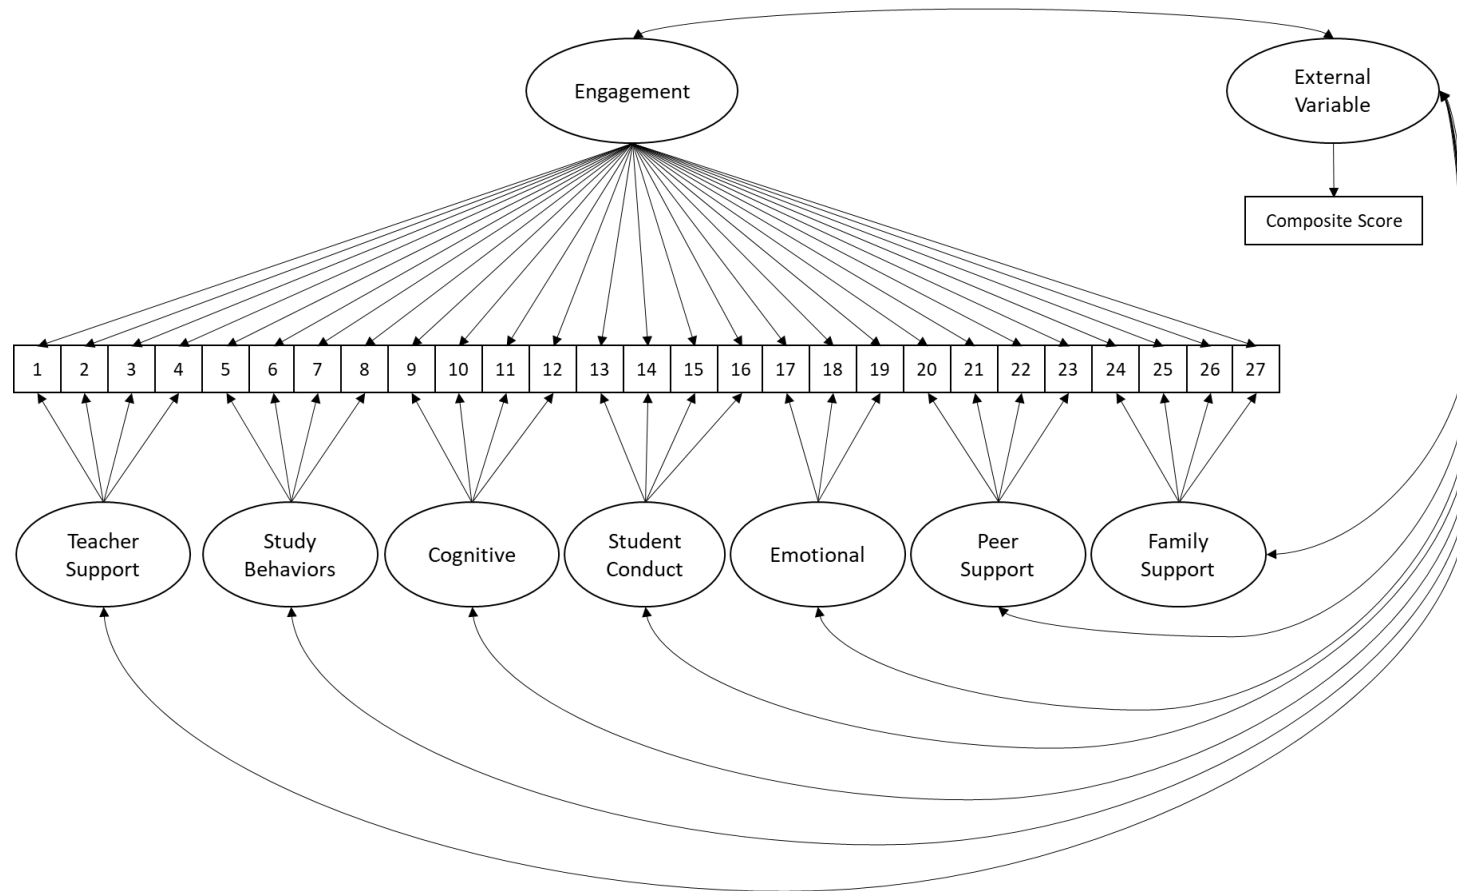 Engagement
External
Variable
Composite Score
1 2 3 4 5 6 7 8 9 10 11 12 13 14 15 16 17 18 19 20 21 22 23 24 25 26 27
Teacher
Support
Study
Behaviors
Cognitive
Student
Conduct
Emotional
Peer
Support
Family
Support